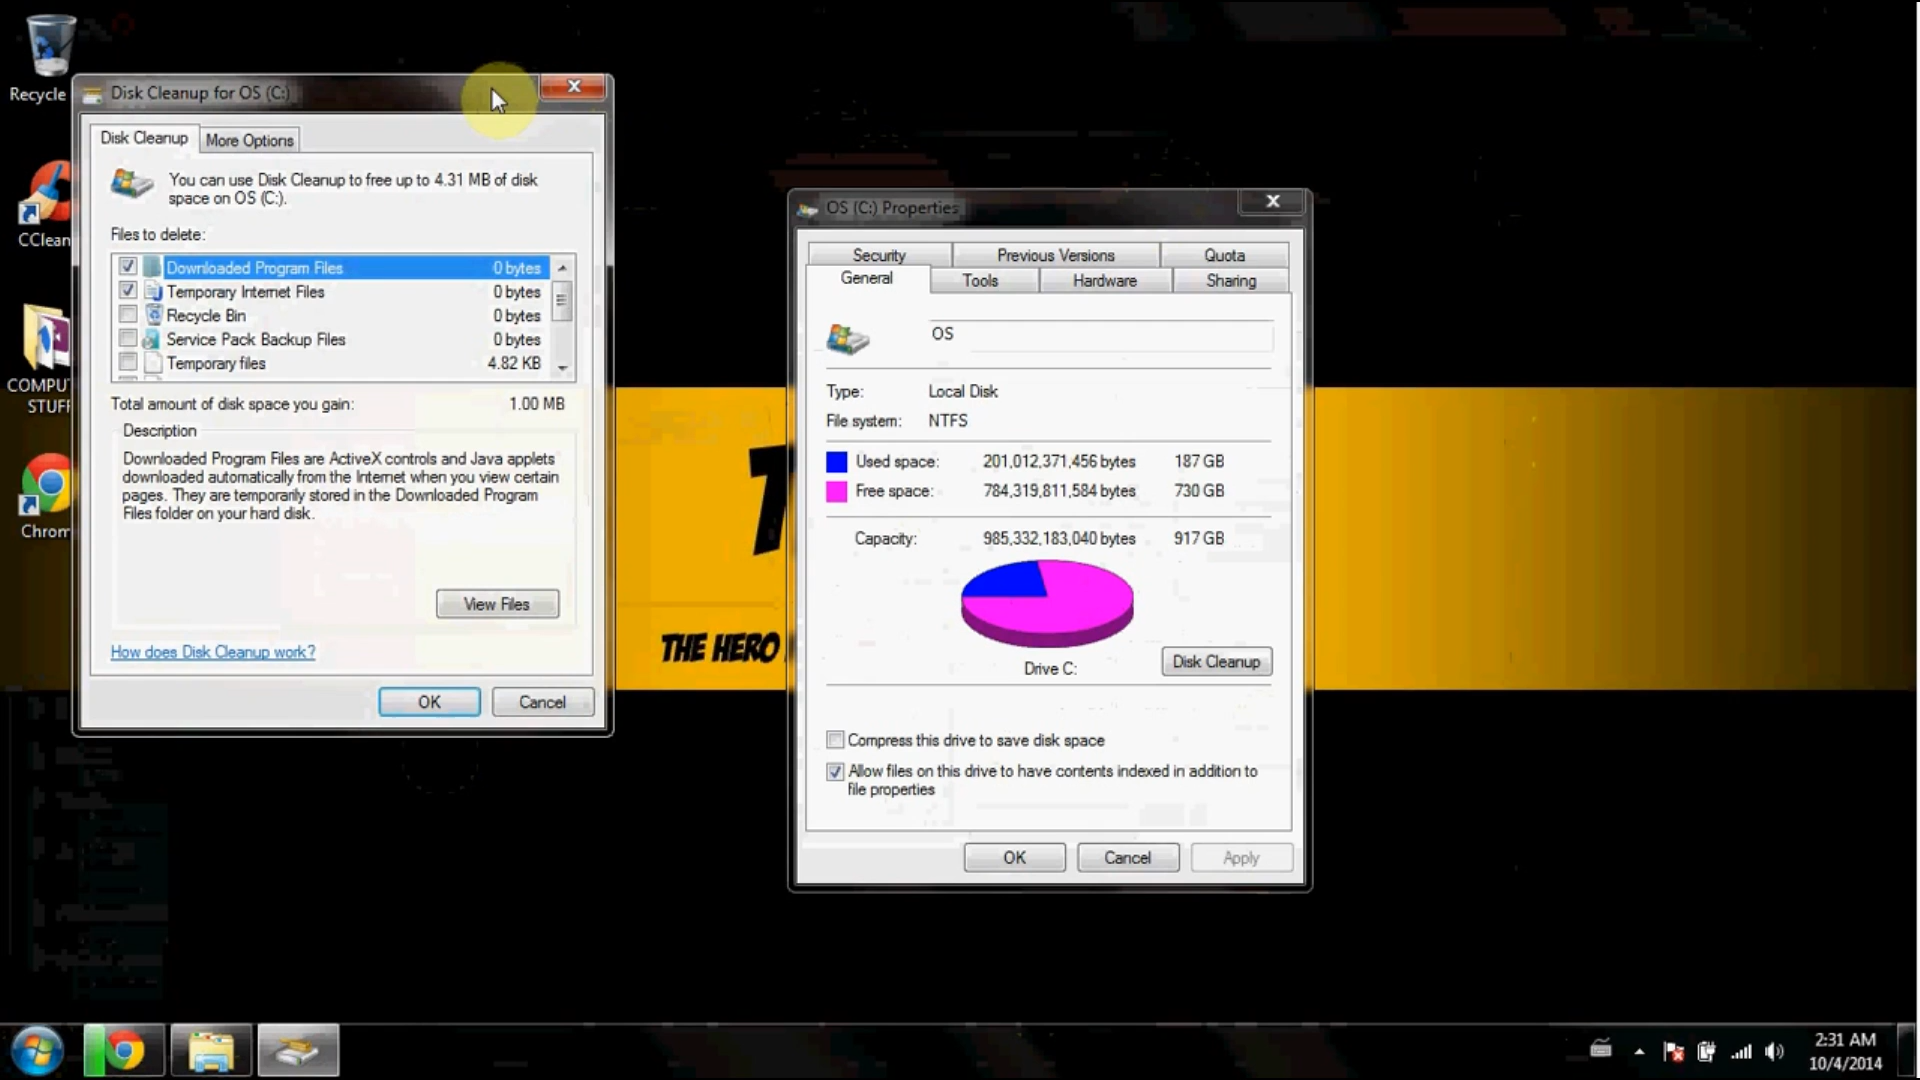 Recycle
CClean
COMPUT
STUFF
Chrom
Disk Cleanup for OS (C:)
Disk Cleanup
More Options
You can use Disk Cleanup to free up to 4.31 MB of disk
space on OS (C:).
Files to delete:
Downloaded Program Files 0 bytes
Temporary Internet Files 0 bytes
Recycle Bin 0 bytes
Service Pack Backup Files 0 bytes
Temporary files 4.82 KB
Total amount of disk space you gain: 1.00 MB
Description
Downloaded Program Files are ActiveX controls and Java applets
downloaded automatically from the Internet when you view certain
pages. They are temporarily stored in the Downloaded Program
Files folder on your hard disk.
View Files
How does Disk Cleanup work?
OK Cancel
THE HERO
OS (C:) Properties
Security Previous Versions Quota
General Tools Hardware Sharing
OS
Type: Local Disk
File system: NTFS
Used space: 201,012,371,456 bytes 187 GB
Free space: 784,319,811,584 bytes 730 GB
Capacity: 985,332,183,040 bytes 917 GB
Drive C:
Disk Cleanup
Compress this drive to save disk space
Allow files on this drive to have contents indexed in addition to
file properties
OK Cancel Apply
2:31 AM
10/4/2014